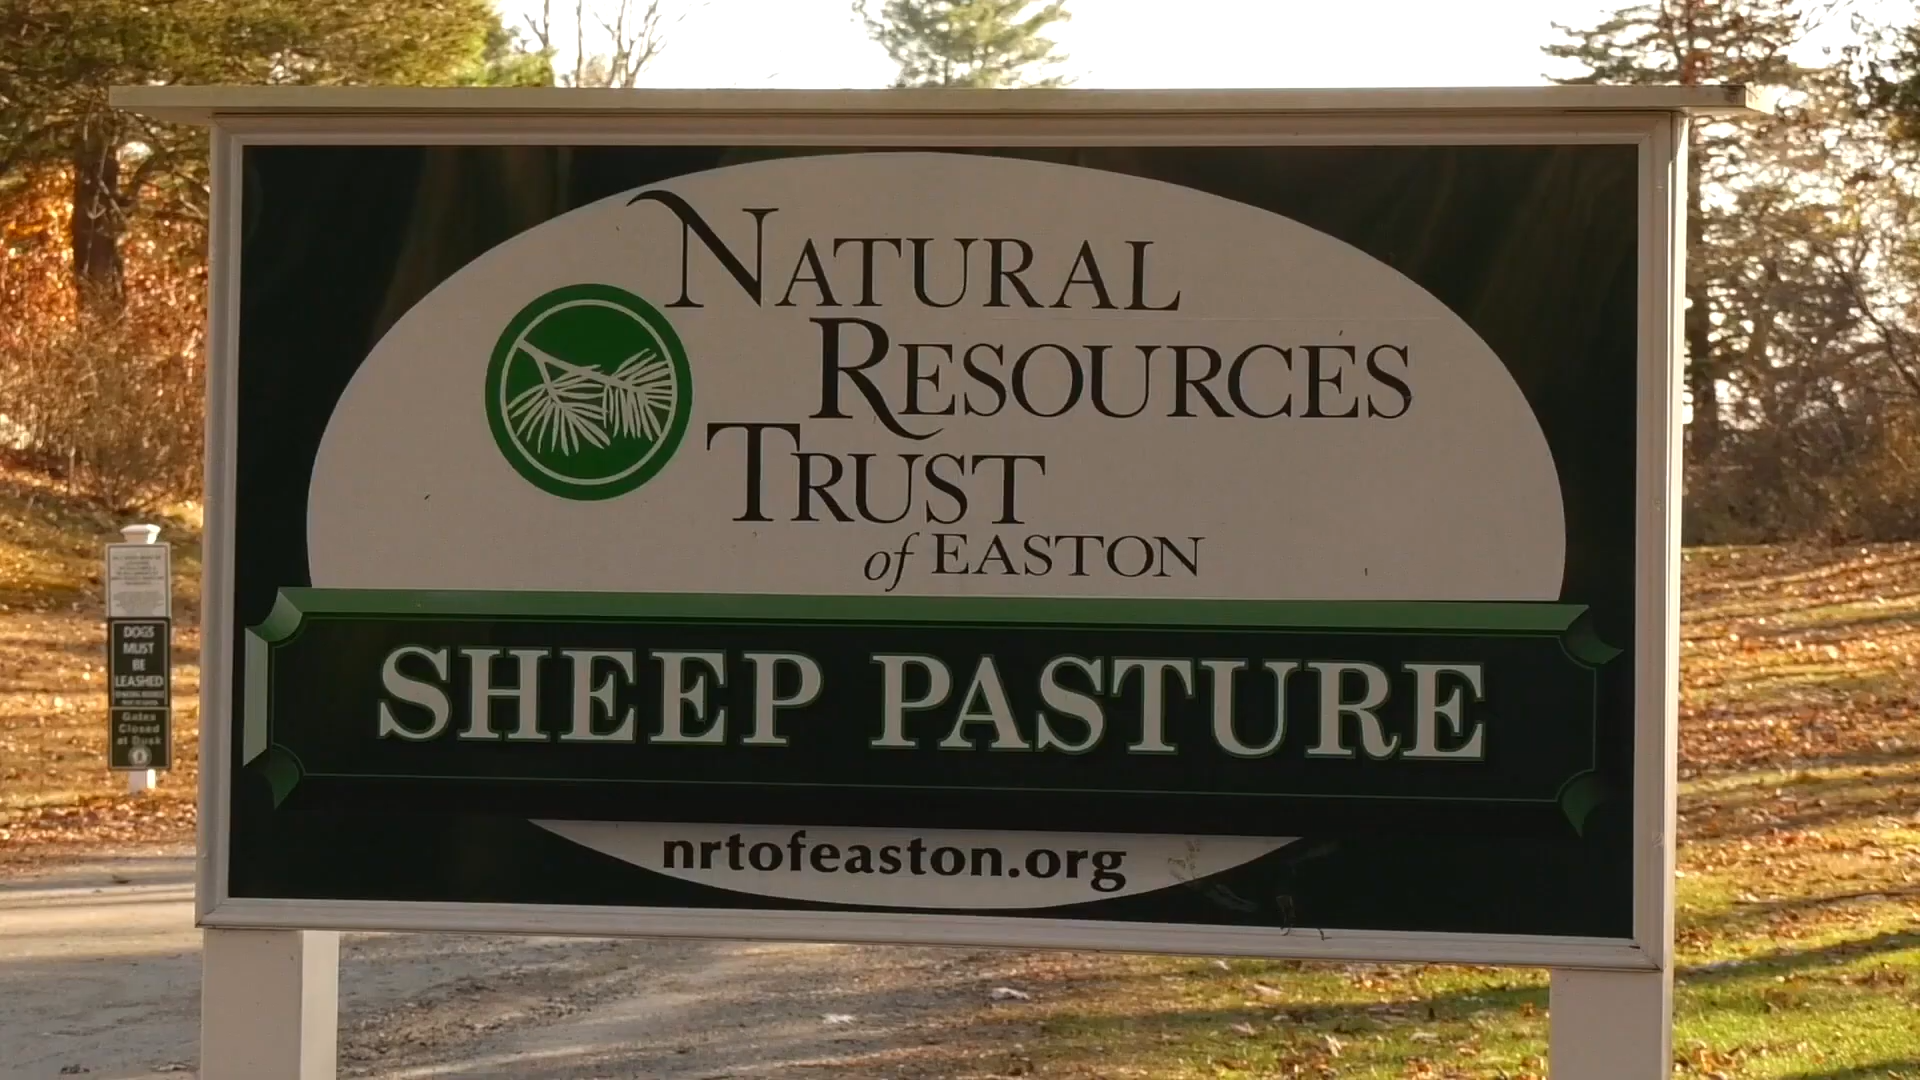 NATURAL
RESOURCES
TRUST
of EASTON
SHEEP PASTURE
nrtofeaston.org
DOGS
MUST
BE
LEASHED
Gates
Closed
at Dusk